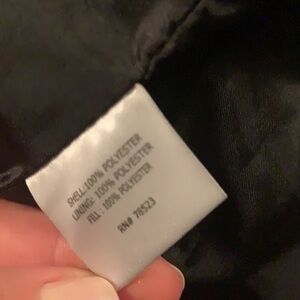 SHELL:100% POLYESTER
LINING: 100% POLYESTER
FILL : 100% POLYESTER
RN# 78523